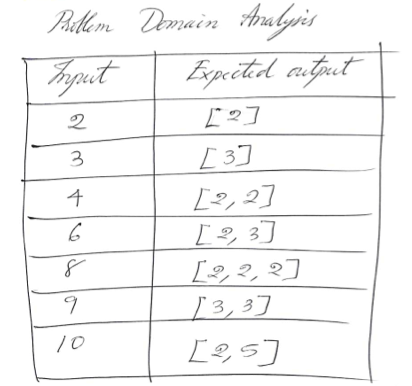 Problem Domain Analysis
Input Expected output
2 [2]
3 [3]
4 [2, 2]
6 [2, 3]
8 [2, 2, 2]
9 [3, 3]
10 [2, 5]